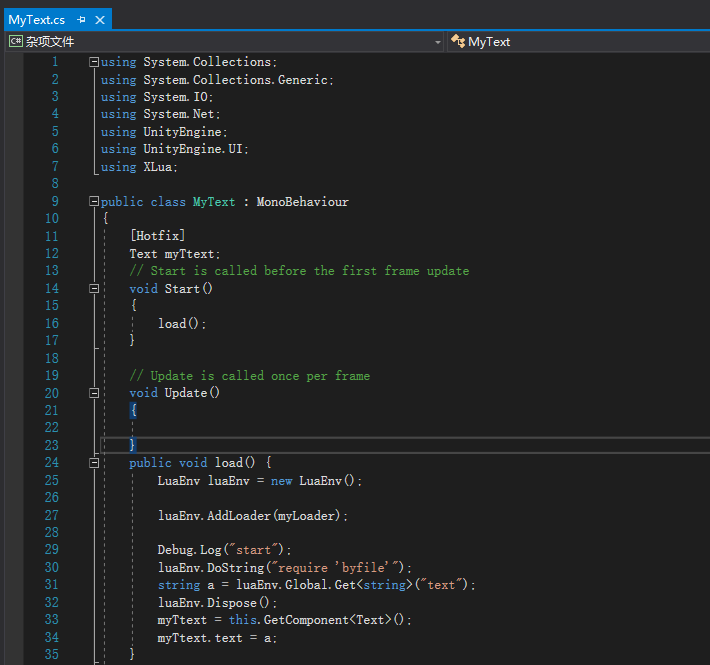 MyText.cs
杂项文件 MyText
1 using System.Collections;
2 using System.Collections.Generic;
3 using System.IO;
4 using System.Net;
5 using UnityEngine;
6 using UnityEngine.UI;
7 using XLua;
8
9 public class MyText : MonoBehaviour
10 {
11 [Hotfix]
12 Text myTtext;
13 // Start is called before the first frame update
14 void Start()
15 {
16 load();
17 }
18
19 // Update is called once per frame
20 void Update()
21 {
22
23 }
24 public void load() {
25 LuaEnv luaEnv = new LuaEnv();
26
27 luaEnv.AddLoader(myLoader);
28
29 Debug.Log("start");
30 luaEnv.DoString("require 'byfile'");
31 string a = luaEnv.Global.Get<string>("text");
32 luaEnv.Dispose();
33 myTtext = this.GetComponent<Text>();
34 myTtext.text = a;
35 }